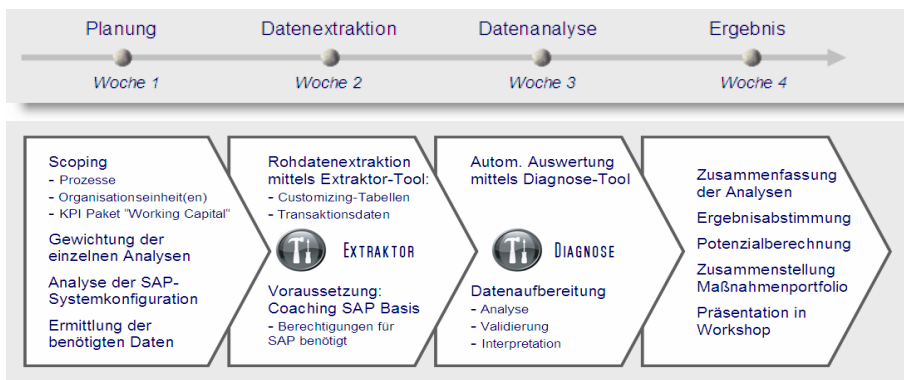 Planung
Datenextraktion
Datenanalyse
Ergebnis
Woche 1
Woche 2
Woche 3
Woche 4
Scoping
- Prozesse
- Organisationseinheit(en)
- KPI Paket "Working Capital"
Gewichtung der
einzelnen Analysen
Analyse der SAP-
Systemkonfiguration
Ermittlung der
benötigten Daten
Rohdatenextraktion
mittels Extraktor-Tool:
- Customizing-Tabellen
- Transaktionsdaten
EXTRAKTOR
Voraussetzung:
Coaching SAP Basis
- Berechtigungen für
SAP benötigt
Autom. Auswertung
mittels Diagnose-Tool
DIAGNOSE
Datenaufbereitung
- Analyse
- Validierung
- Interpretation
Zusammenfassung
der Analysen
Ergebnisabstimmung
Potenzialberechnung
Zusammenstellung
Maßnahmenportfolio
Präsentation in
Workshop